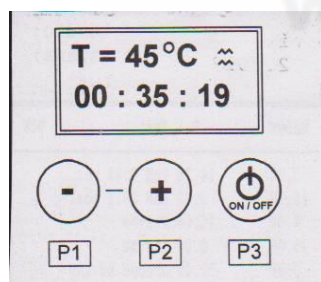 T = 45°C ♒
00 : 35 : 19
- – +
ON / OFF
P1 P2 P3